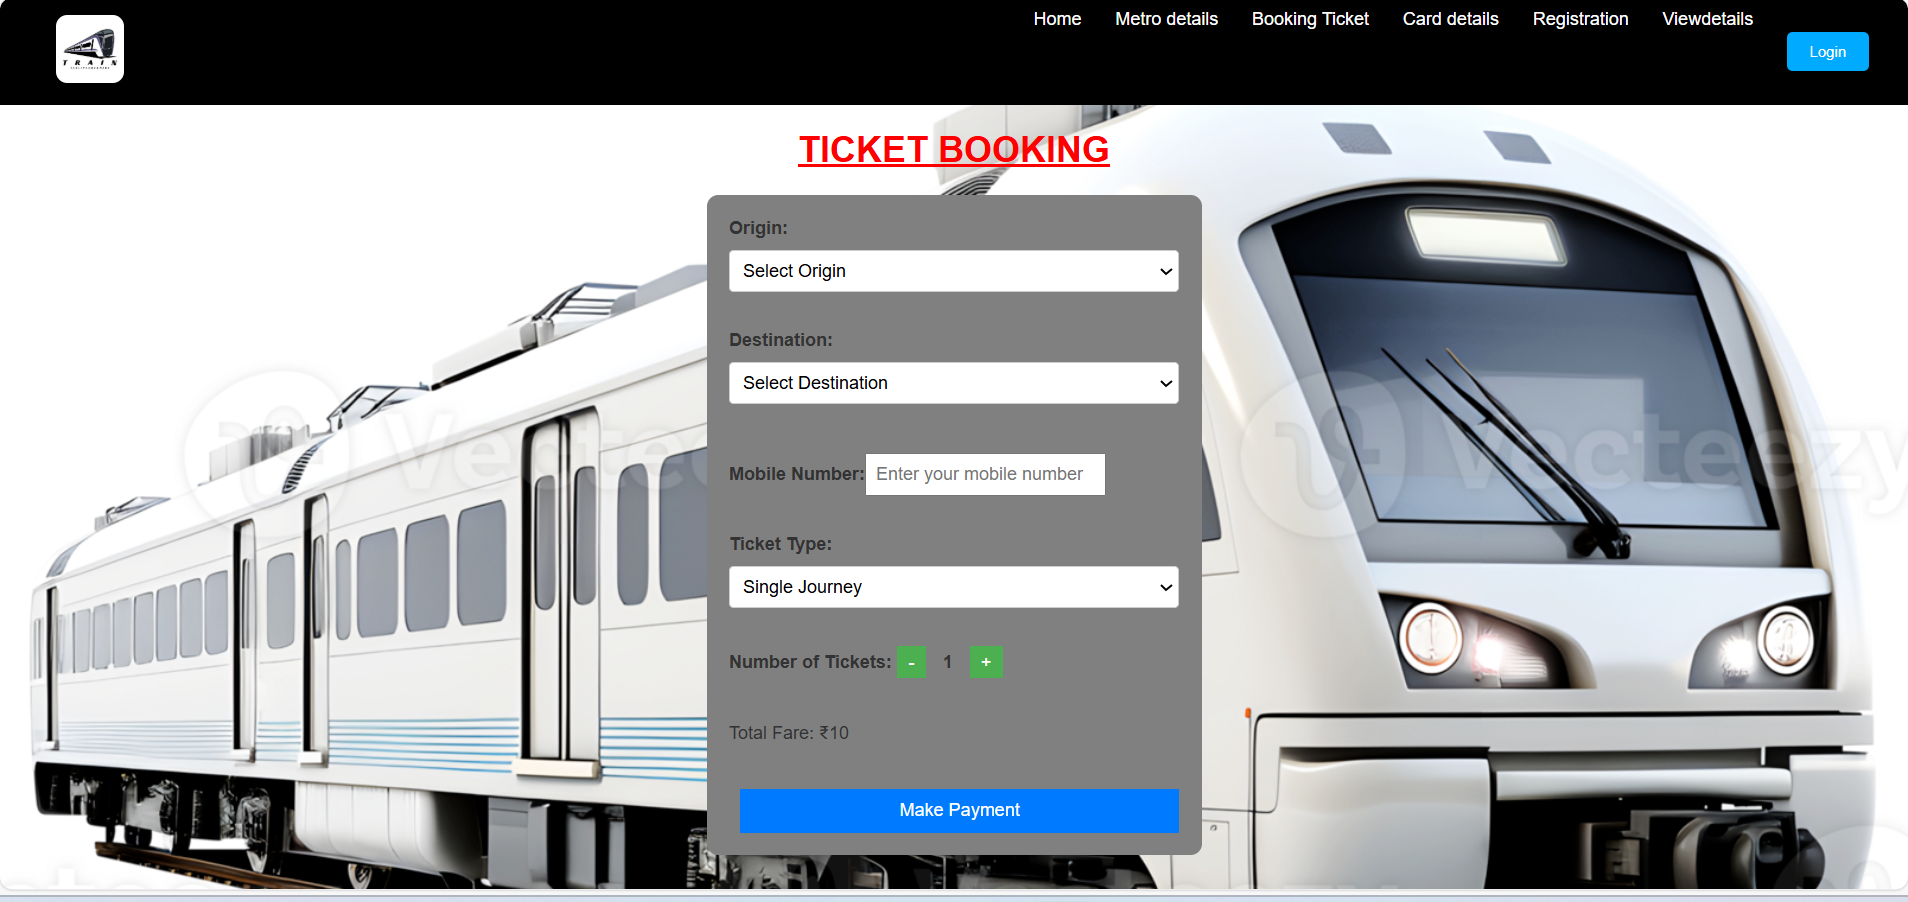 TRAIN
Home
Metro details
Booking Ticket
Card details
Registration
Viewdetails
Login
TICKET BOOKING
Origin:
Select Origin
Destination:
Select Destination
Mobile Number: Enter your mobile number
Ticket Type:
Single Journey
Number of Tickets: - 1 +
Total Fare: ₹10
Make Payment
Vecteezy